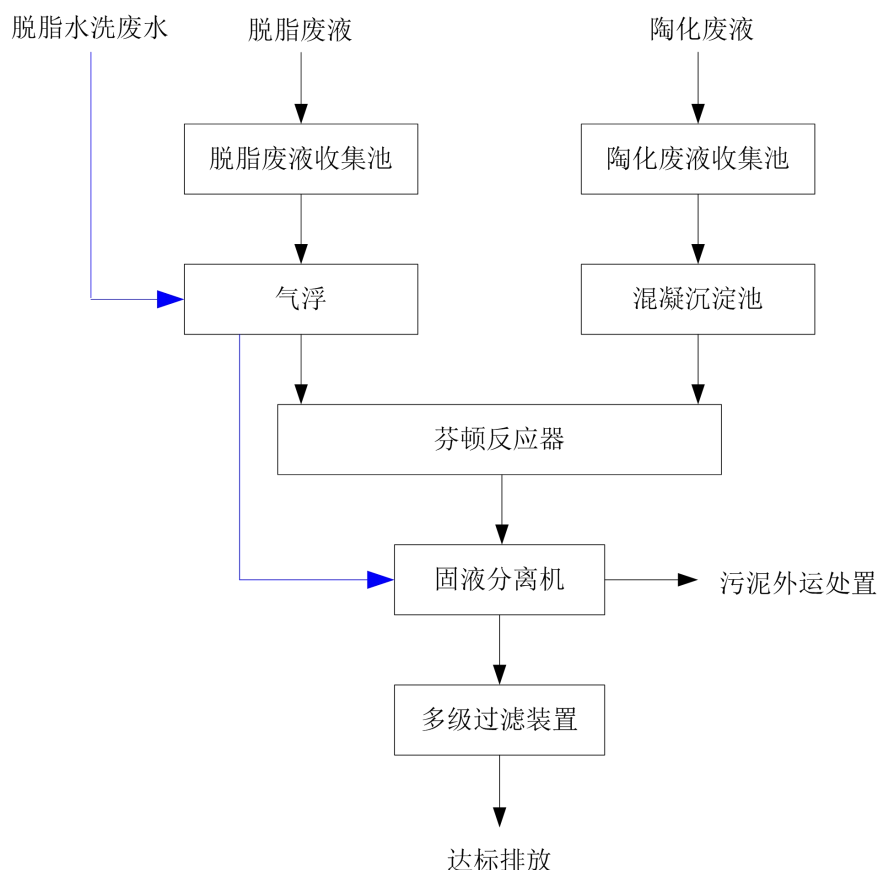 脱脂水洗废水
脱脂废液
陶化废液
脱脂废液收集池
陶化废液收集池
气浮
混凝沉淀池
芬顿反应器
固液分离机
污泥外运处置
多级过滤装置
达标排放